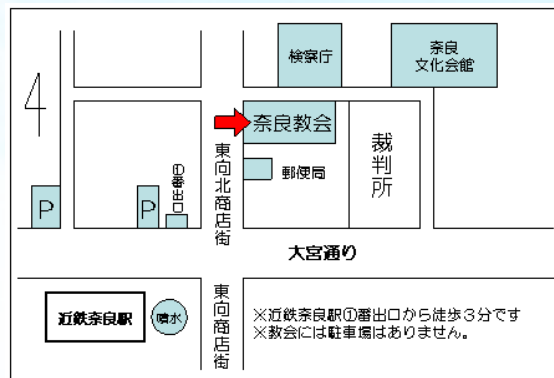 検察庁
奈良
文化会館
奈良教会
東向北商店街
①番出口
郵便局
裁判所
P
P
大宮通り
近鉄奈良駅
噴水
東向商店街
※近鉄奈良駅①番出口から徒歩3分です
※教会には駐車場はありません。